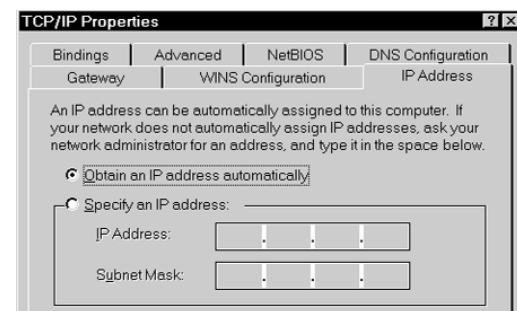 TCP/IP Properties
Bindings Advanced NetBIOS DNS Configuration
Gateway WINS Configuration IP Address
An IP address can be automatically assigned to this computer. If
your network does not automatically assign IP addresses, ask your
network administrator for an address, and type it in the space below.
Obtain an IP address automatically
Specify an IP address:
IP Address: . . .
Subnet Mask: . . .